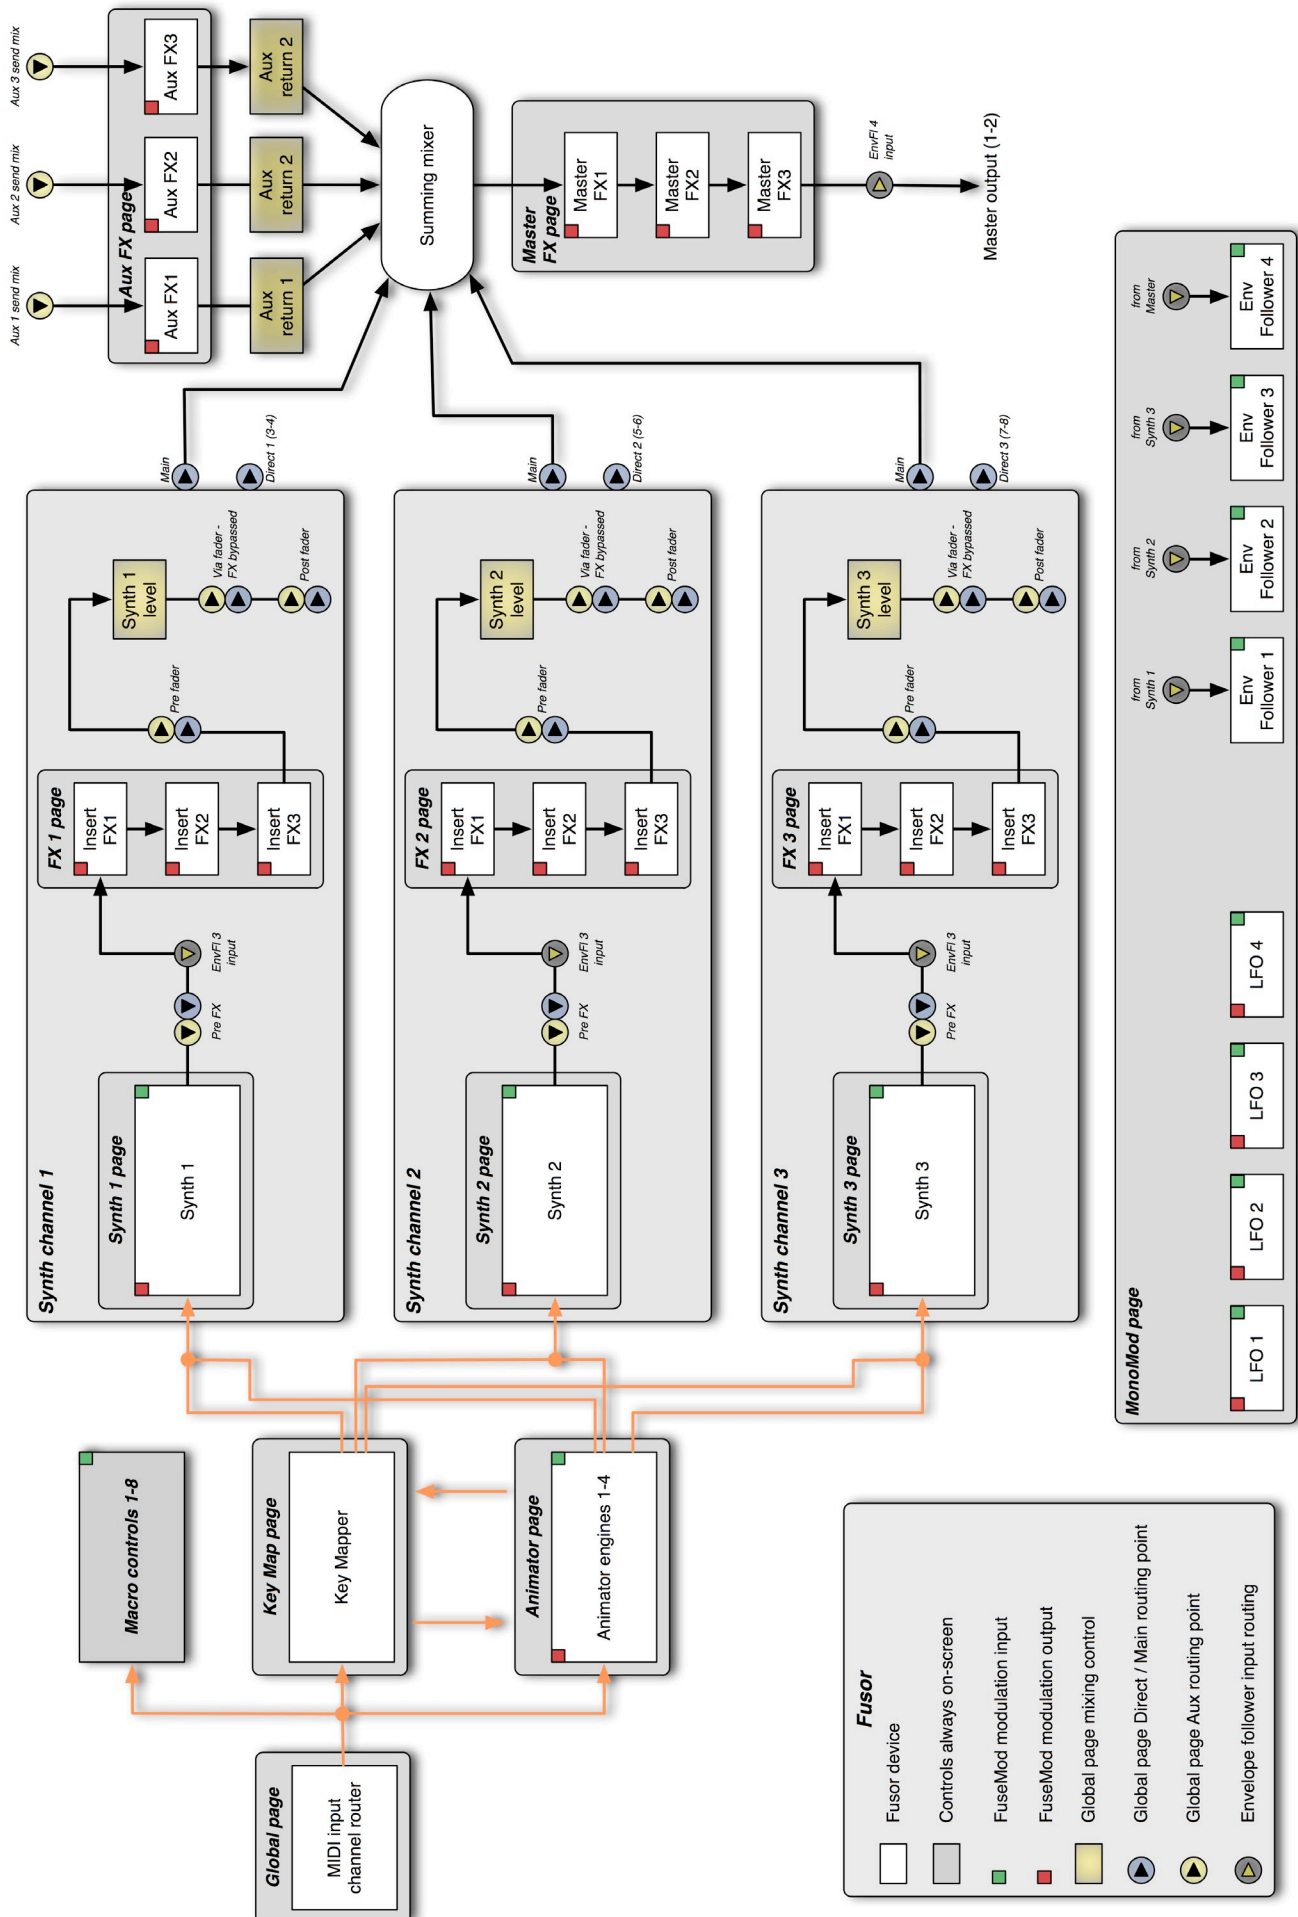 Global page
MIDI input
channel router
Macro controls 1-8
Key Map page
Key Mapper
Animator page
Animator engines 1-4
Synth channel 1
Synth 1 page
Synth 1
Pre FX
EnvFl 3
input
FX 1 page
Insert
FX1
Insert
FX2
Insert
FX3
Pre fader
Synth 1
level
Via fader -
FX bypassed
Post fader
Main
Direct 1 (3-4)
Synth channel 2
Synth 2 page
Synth 2
Pre FX
EnvFl 3
input
FX 2 page
Insert
FX1
Insert
FX2
Insert
FX3
Pre fader
Synth 2
level
Via fader -
FX bypassed
Post fader
Main
Direct 2 (5-6)
Synth channel 3
Synth 3 page
Synth 3
Pre FX
EnvFl 3
input
FX 3 page
Insert
FX1
Insert
FX2
Insert
FX3
Pre fader
Synth 3
level
Via fader -
FX bypassed
Post fader
Main
Direct 3 (7-8)
Aux 1 send mix
Aux 2 send mix
Aux 3 send mix
Aux FX page
Aux FX1
Aux FX2
Aux FX3
Aux
return 1
Aux
return 2
Aux
return 2
Summing mixer
Master
FX page
Master
FX1
Master
FX2
Master
FX3
EnvFl 4
input
Master output (1-2)
Fusor
Fusor device
Controls always on-screen
FuseMod modulation input
FuseMod modulation output
Global page mixing control
Global page Direct / Main routing point
Global page Aux routing point
Envelope follower input routing
MonoMod page
LFO 1
LFO 2
LFO 3
LFO 4
from
Synth 1
Env
Follower 1
from
Synth 2
Env
Follower 2
from
Synth 3
Env
Follower 3
from
Master
Env
Follower 4